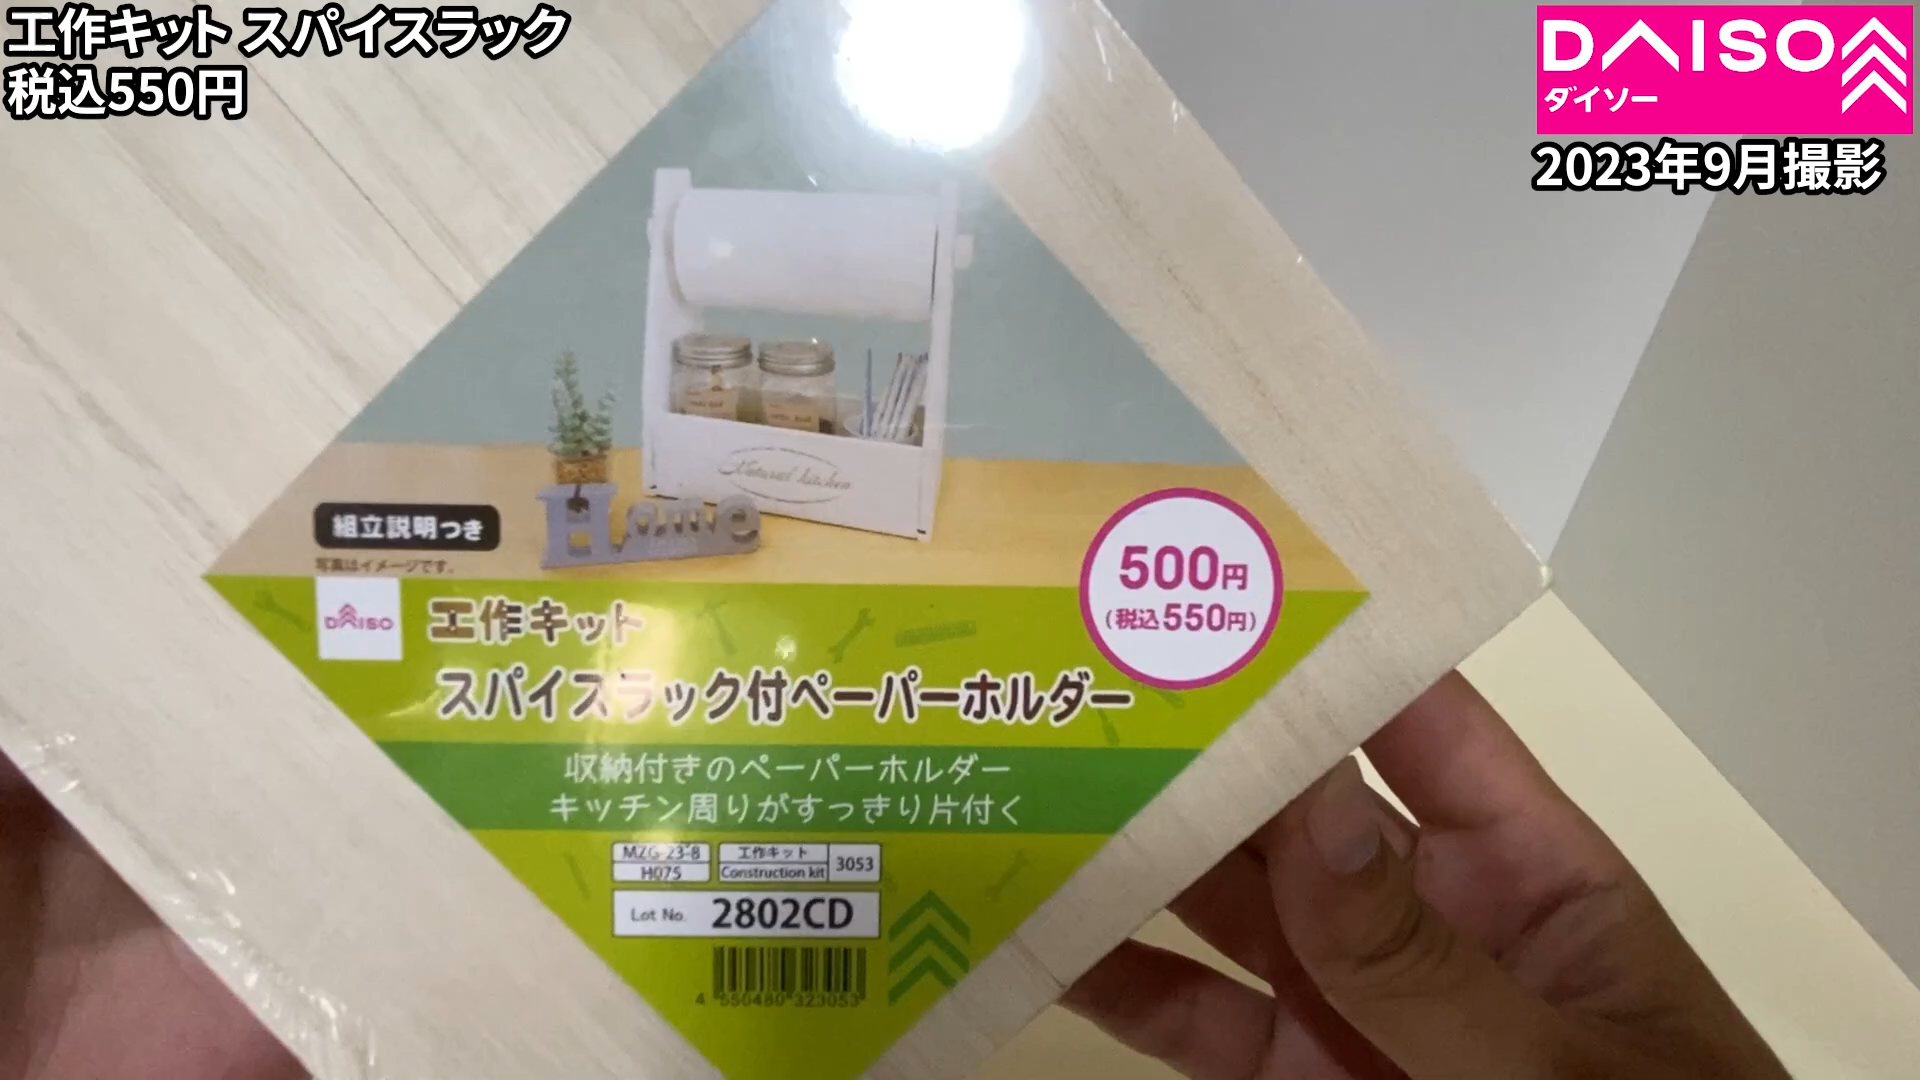 工作キット スパイスラック
税込550円
DAISO
ダイソー
2023年9月撮影
Natural kitchen
Home
組立説明つき
写真はイメージです。
500円
(税込550円)
DAISO
工作キット
スパイスラック付ペーパーホルダー
収納付きのペーパーホルダー
キッチン周りがすっきり片付く
MZG-23-8
H075
工作キット
Construction kit
3053
Lot No. 2802CD
4 550480 323053